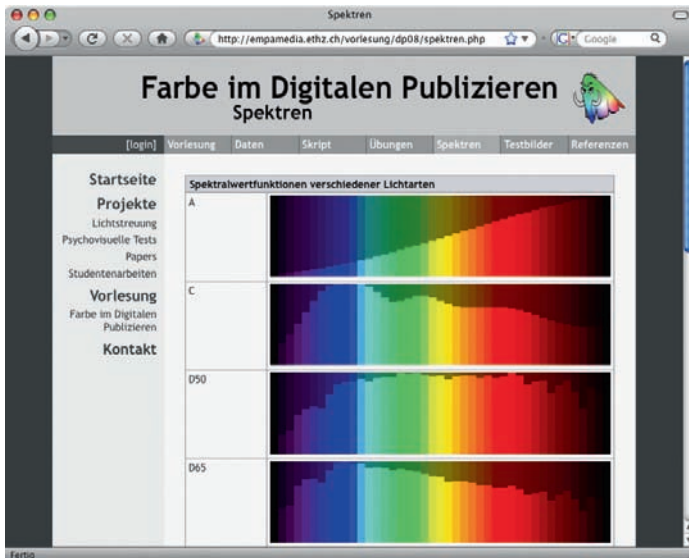 Spektren
http://empamedia.ethz.ch/vorlesung/dp08/spektren.php
Google
Farbe im Digitalen Publizieren
Spektren
[login] Vorlesung Daten Skript Übungen Spektren Testbilder Referenzen
Startseite
Projekte
Lichtstreuung
Psychovisuelle Tests
Papers
Studentenarbeiten
Vorlesung
Farbe im Digitalen
Publizieren
Kontakt
Spektralwertfunktionen verschiedener Lichtarten
A
C
D50
D65
Fertig